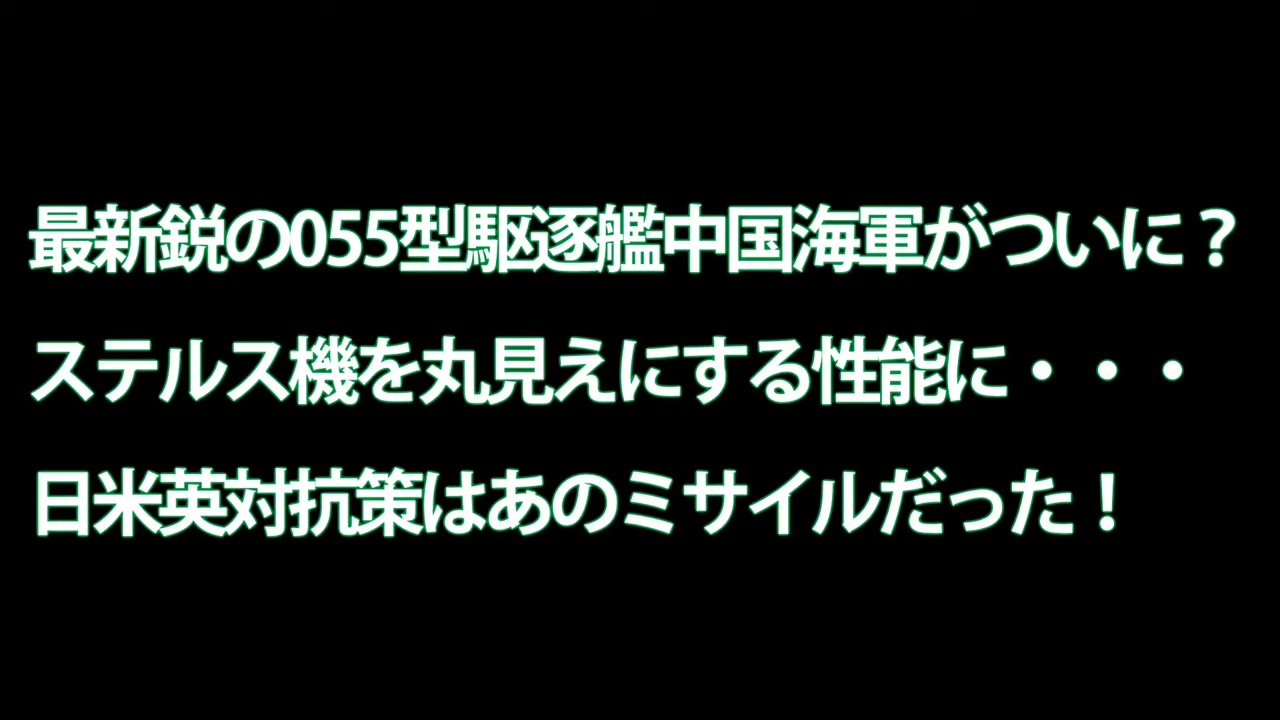 最新鋭の055型駆逐艦中国海軍がついに？
ステルス機を丸見えにする性能に・・・
日米英対抗策はあのミサイルだった！